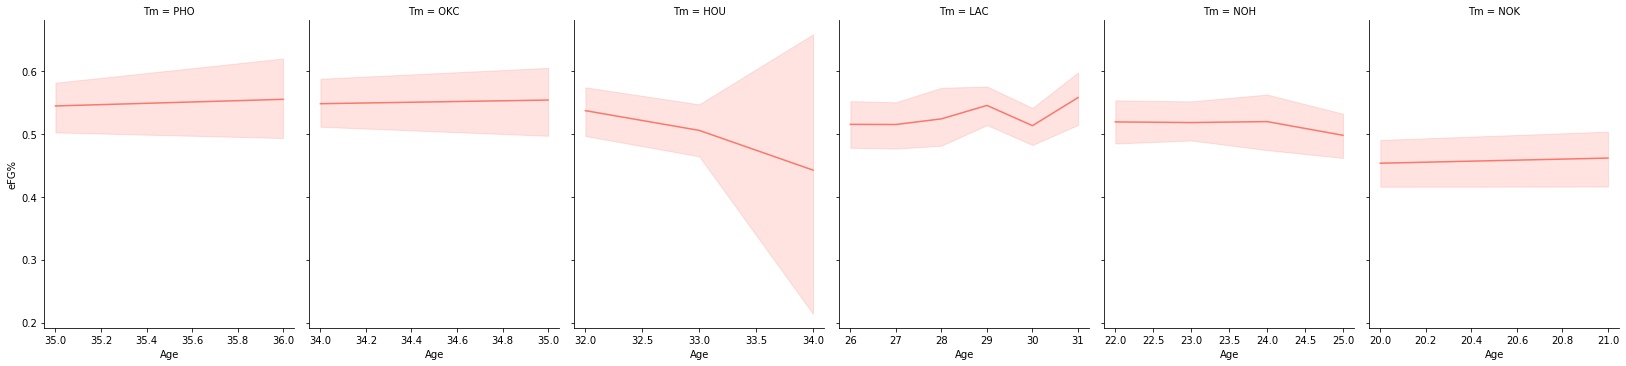 Tm = PHO
Tm = OKC
Tm = HOU
Tm = LAC
Tm = NOH
Tm = NOK
eFG%
0.6
0.5
0.4
0.3
0.2
35.0 35.2 35.4 35.6 35.8 36.0
Age
34.0 34.2 34.4 34.6 34.8 35.0
Age
32.0 32.5 33.0 33.5 34.0
Age
26 27 28 29 30 31
Age
22.0 22.5 23.0 23.5 24.0 24.5 25.0
Age
20.0 20.2 20.4 20.6 20.8 21.0
Age